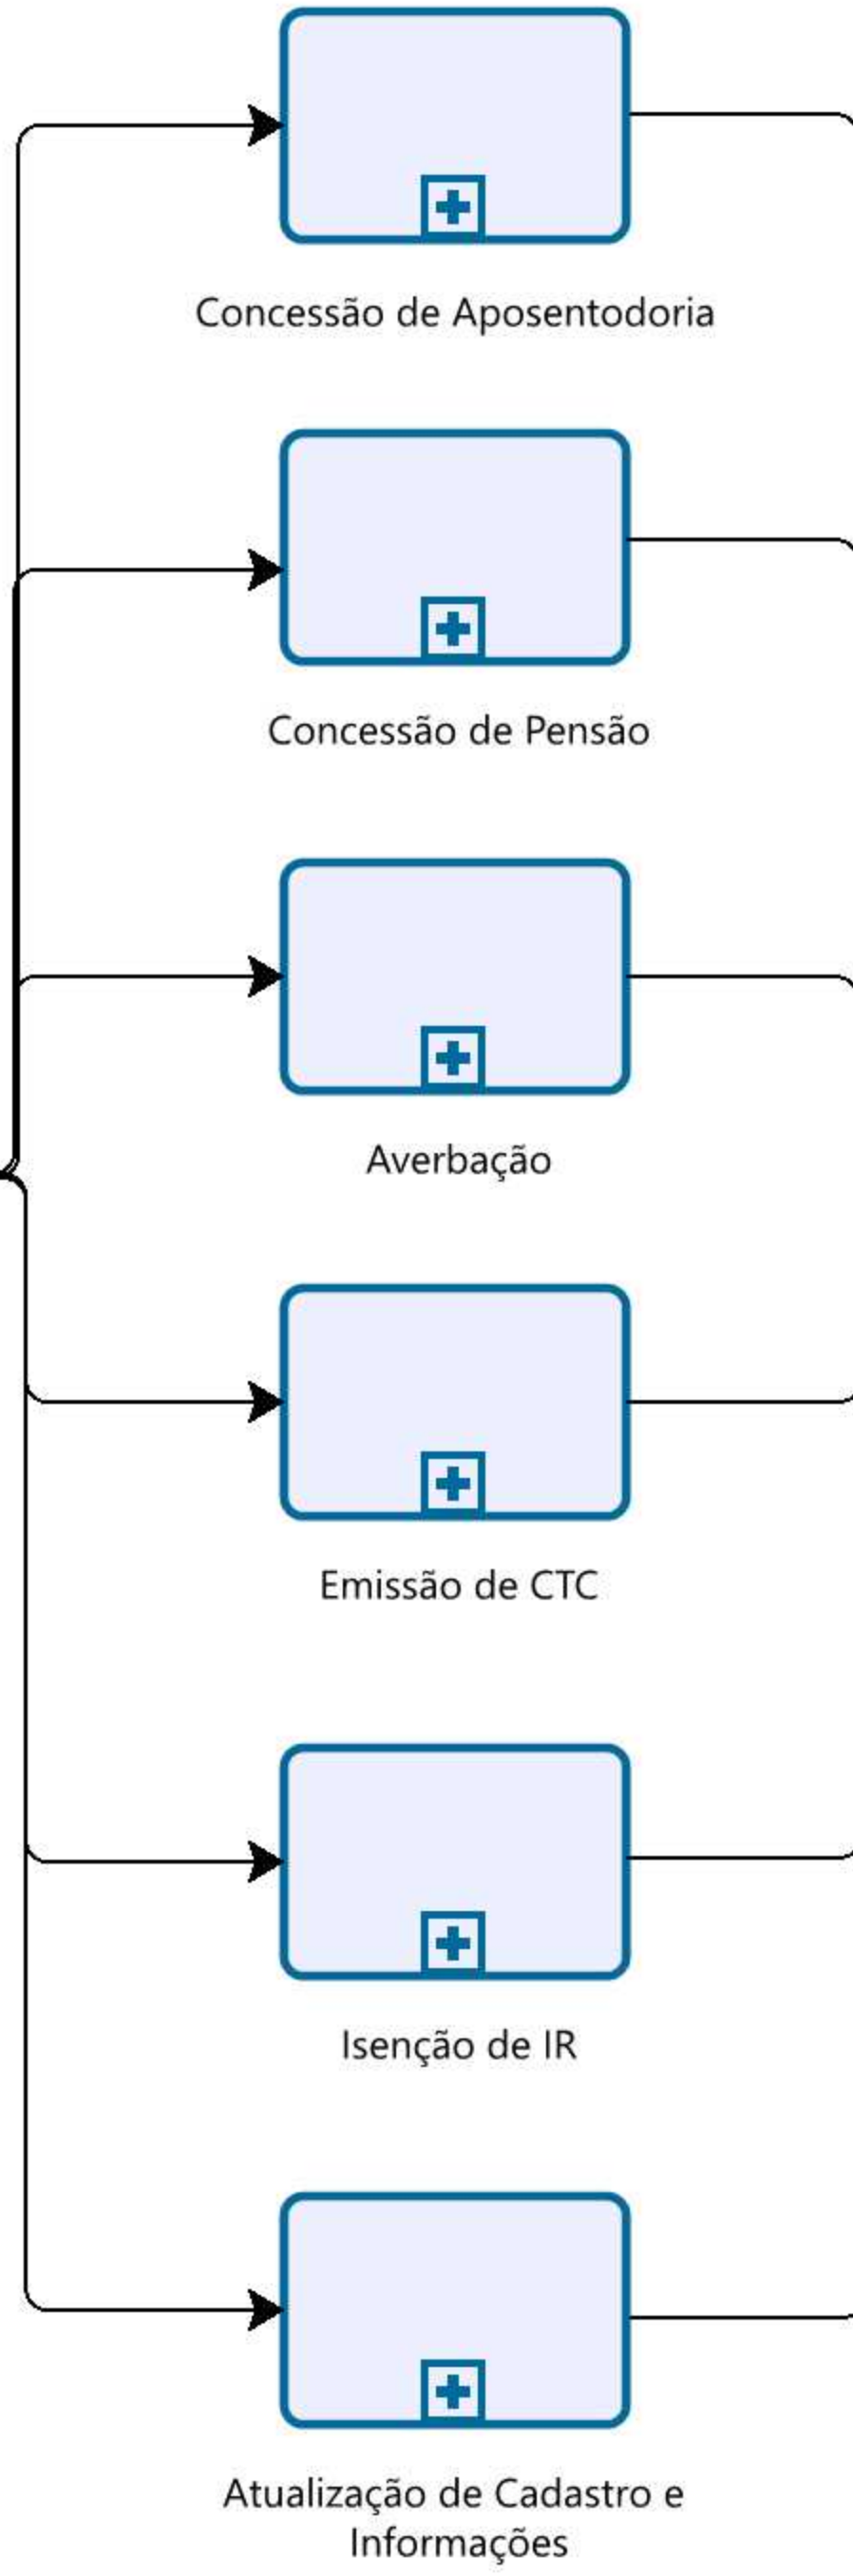 Concessão de Aposentodoria
Concessão de Pensão
Averbação
Emissão de CTC
Isenção de IR
Atualização de Cadastro e
Informações